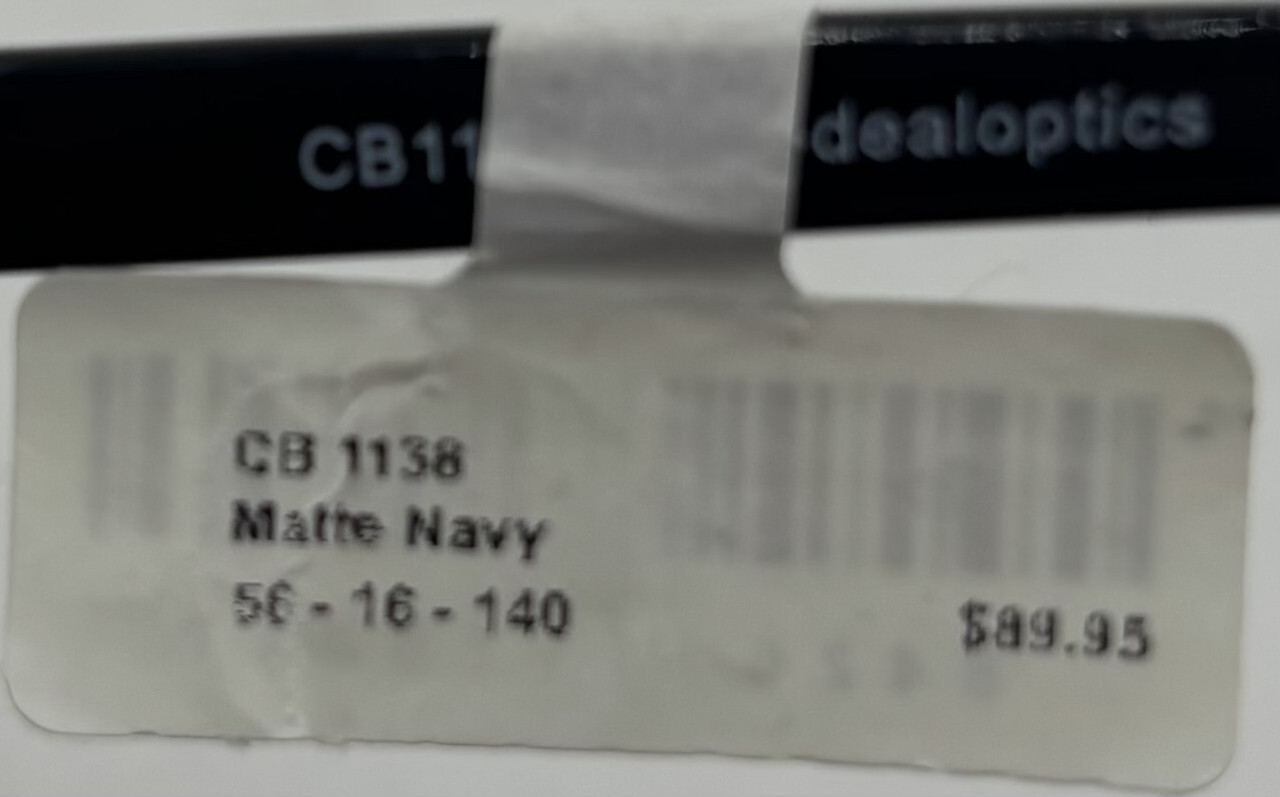 CB11 -dealoptics
CB 1138
Matte Navy
56 - 16 - 140
$89.95